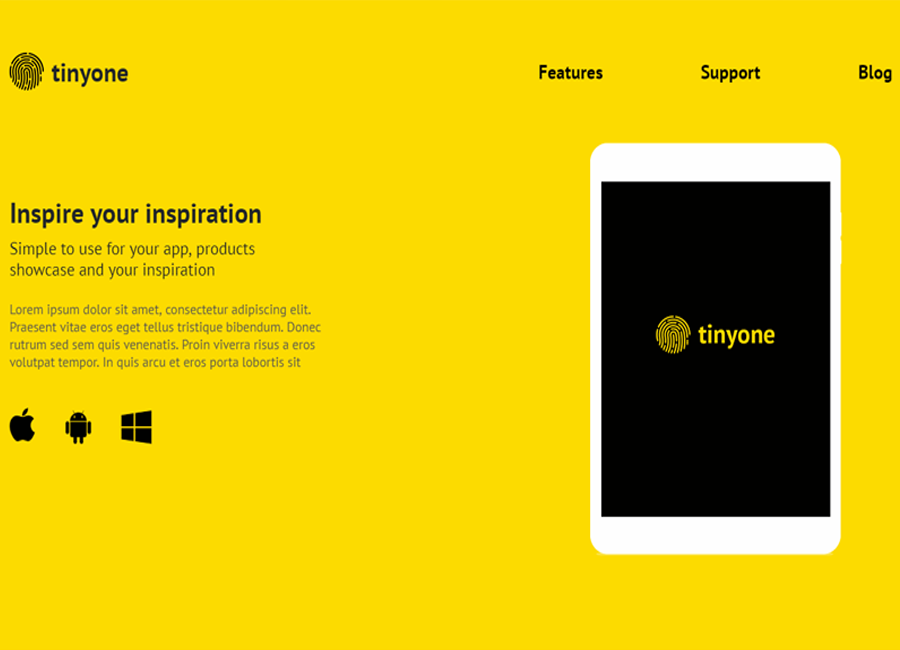 tinyone
Features
Support
Blog
Inspire your inspiration
Simple to use for your app, products
showcase and your inspiration
Lorem ipsum dolor sit amet, consectetur adipiscing elit.
Praesent vitae eros eget tellus tristique bibendum. Donec
rutrum sed sem quis venenatis. Proin viverra risus a eros
volutpat tempor. In quis arcu et eros porta lobortis sit
tinyone